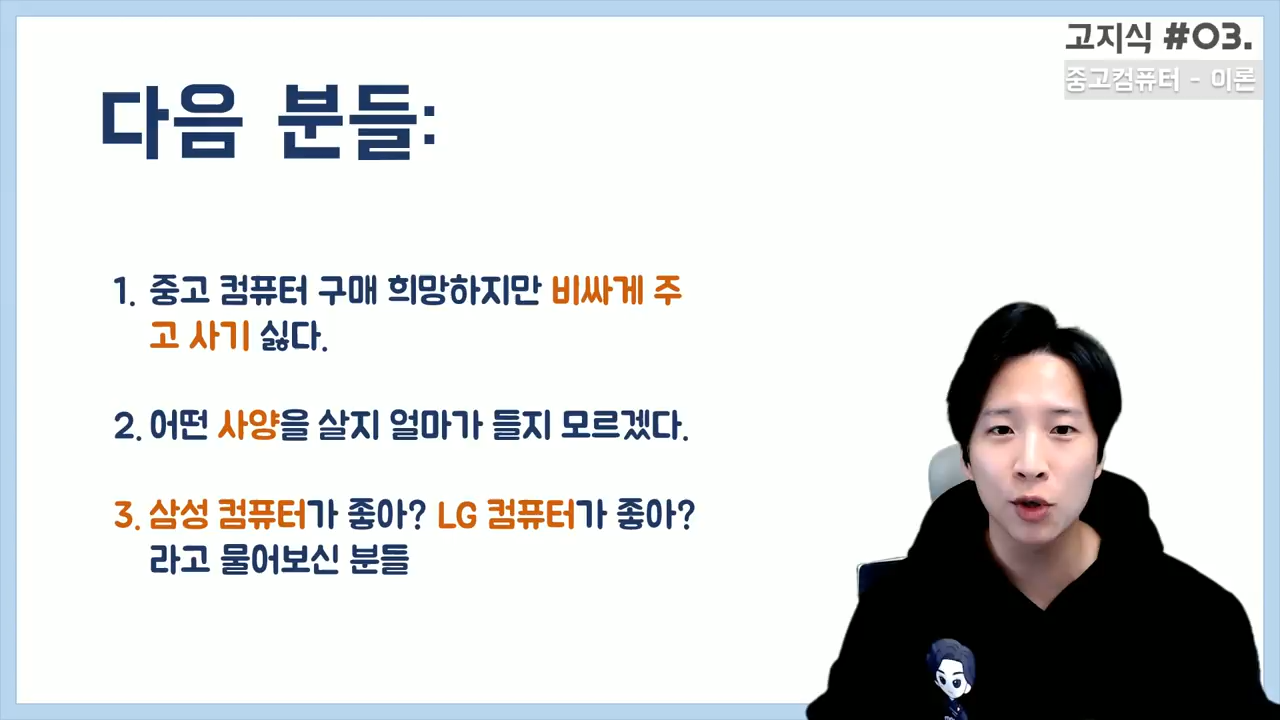 고지식 #03.
중고컴퓨터 - 이론
다음 분들:
1. 중고 컴퓨터 구매 희망하지만 비싸게 주
고 사기 싫다.
2. 어떤 사양을 살지 얼마가 들지 모르겠다.
3. 삼성 컴퓨터가 좋아? LG 컴퓨터가 좋아?
라고 물어보신 분들